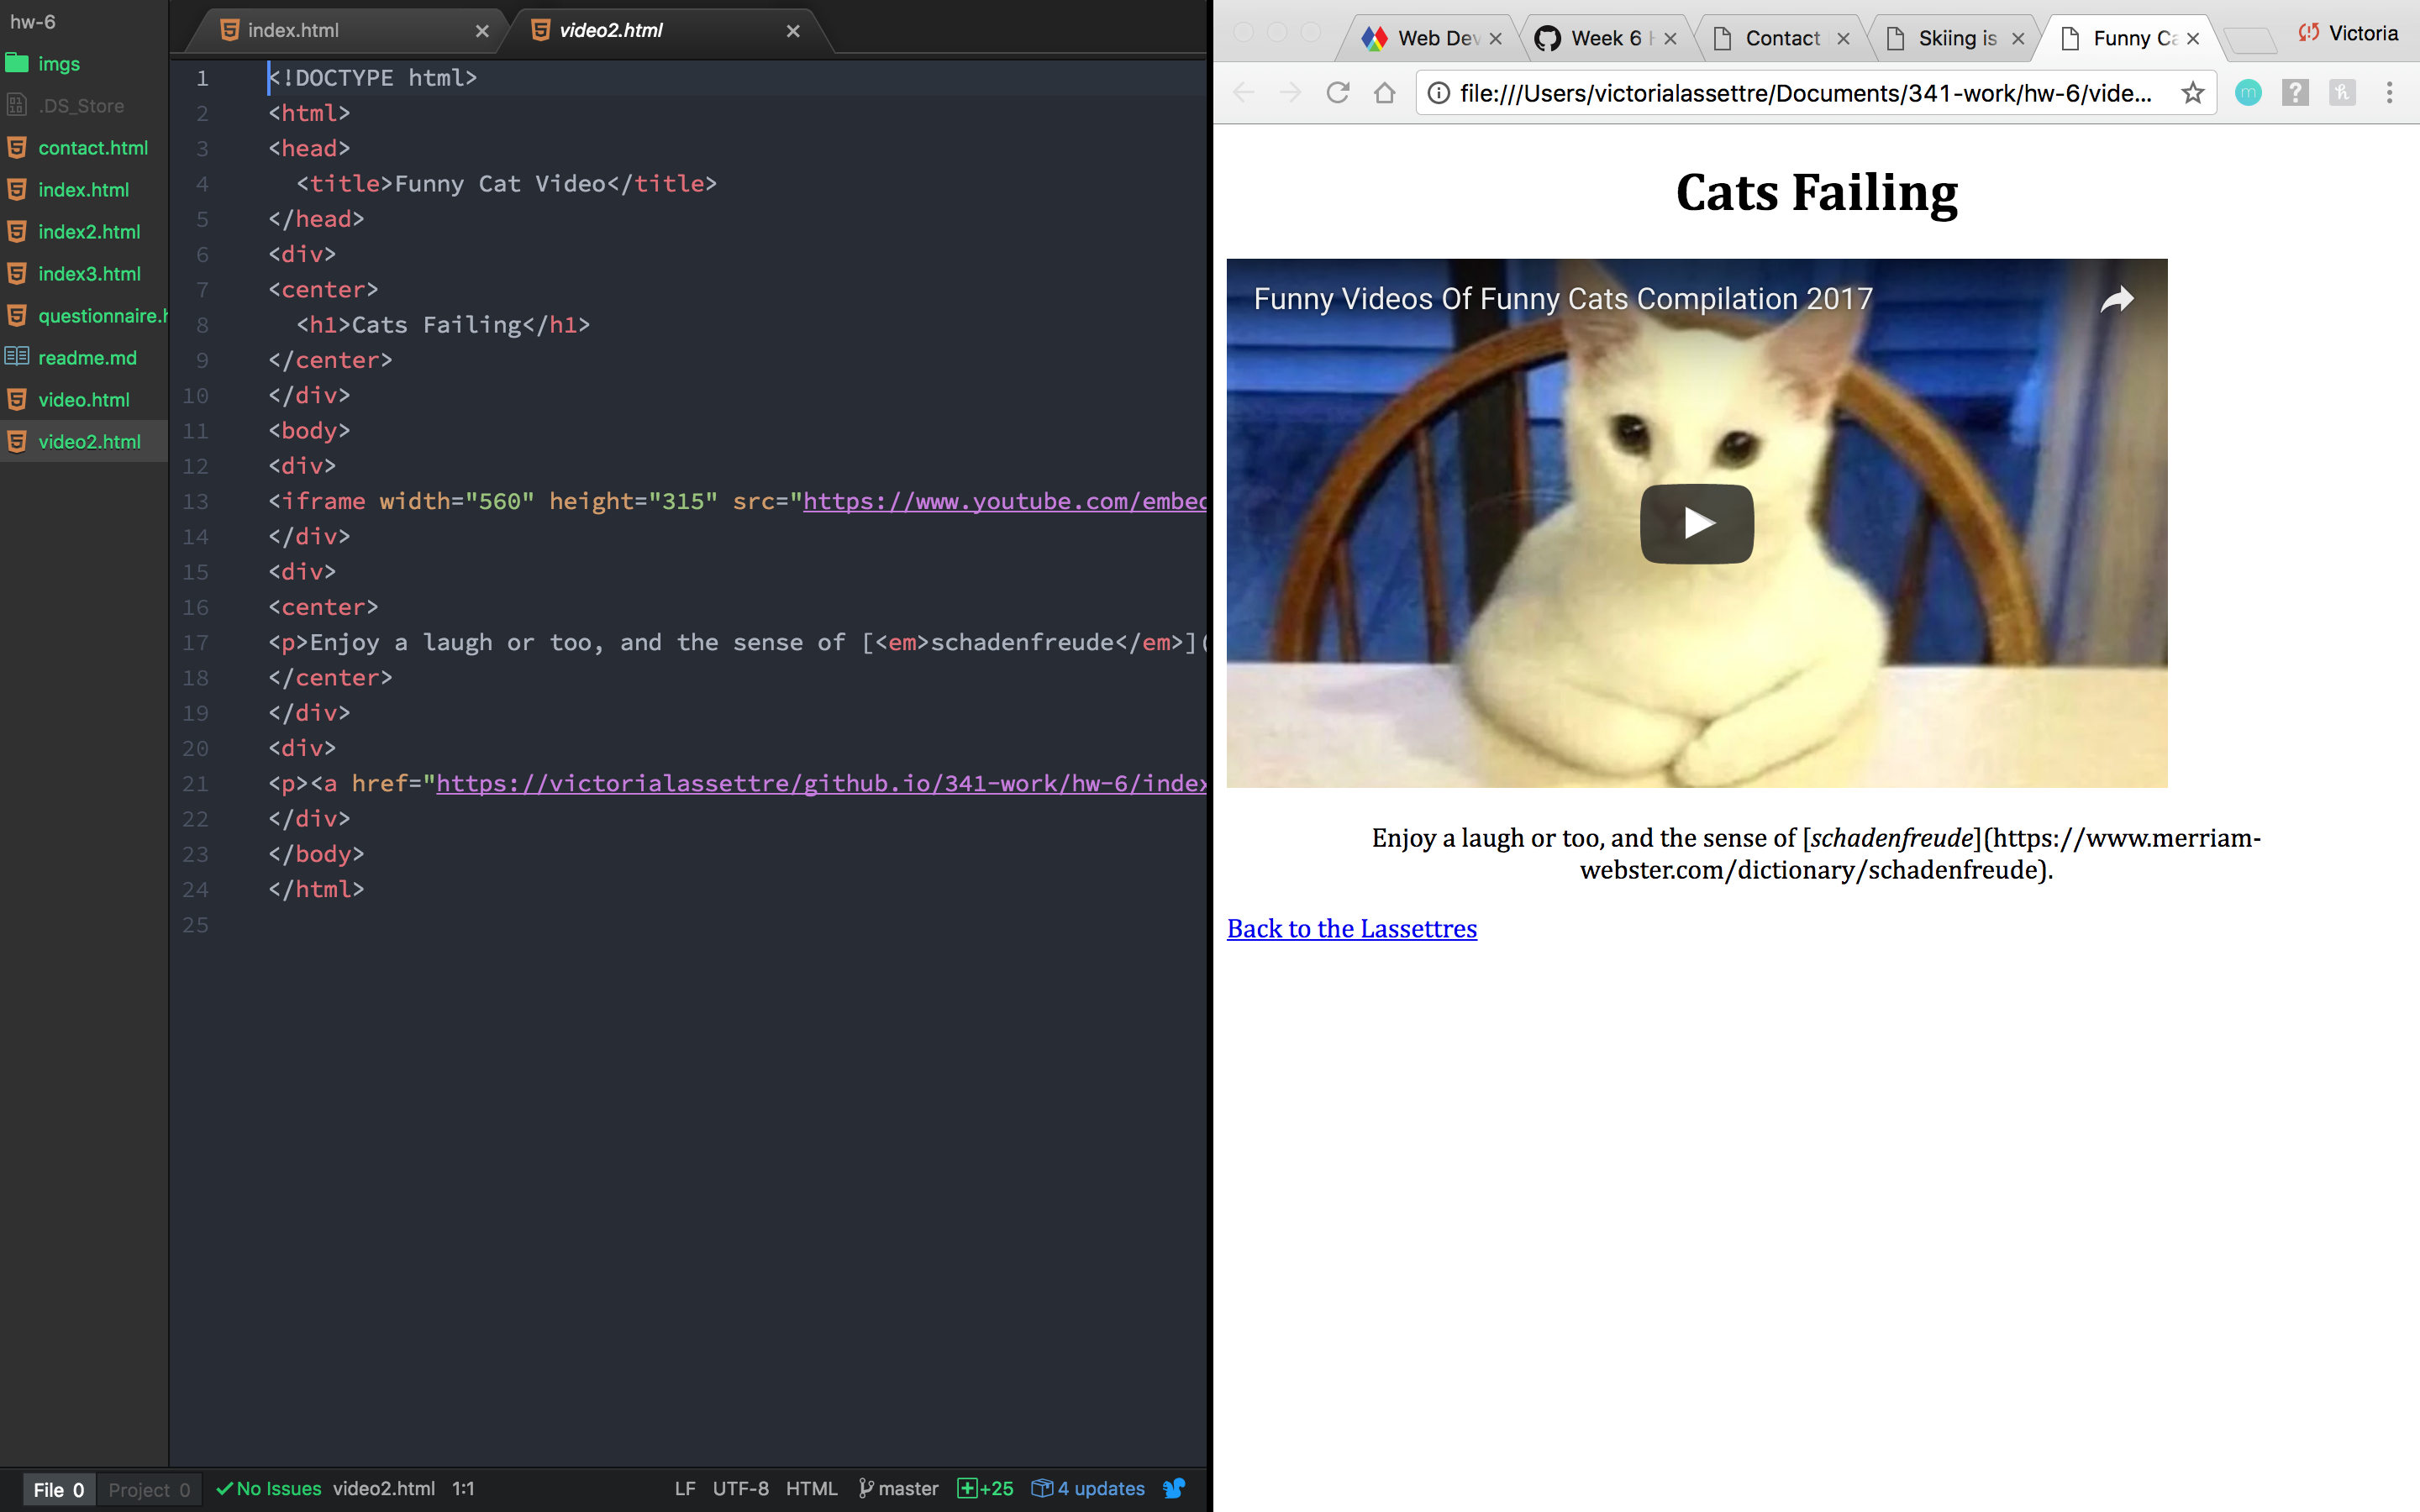 hw-6
imgs
.DS_Store
contact.html
index.html
index2.html
index3.html
questionnaire.h
readme.md
video.html
video2.html
index.html
video2.html
1 <!DOCTYPE html>
2 <html>
3 <head>
4 <title>Funny Cat Video</title>
5 </head>
6 <div>
7 <center>
8 <h1>Cats Failing</h1>
9 </center>
10 </div>
11 <body>
12 <div>
13 <iframe width="560" height="315" src="https://www.youtube.com/embed
14 </div>
15 <div>
16 <center>
17 <p>Enjoy a laugh or too, and the sense of [<em>schadenfreude</em>](
18 </center>
19 </div>
20 <div>
21 <p><a href="https://victorialassettre/github.io/341-work/hw-6/index
22 </div>
23 </body>
24 </html>
25
File 0 Project 0 No Issues video2.html 1:1 LF UTF-8 HTML master +25 4 updates
Web Dev Week 6 Contact Skiing is Funny Ca Victoria
file:///Users/victorialassettre/Documents/341-work/hw-6/vide...
Cats Failing
Funny Videos Of Funny Cats Compilation 2017
Enjoy a laugh or too, and the sense of [schadenfreude](https://www.merriam-
webster.com/dictionary/schadenfreude).
Back to the Lassettres